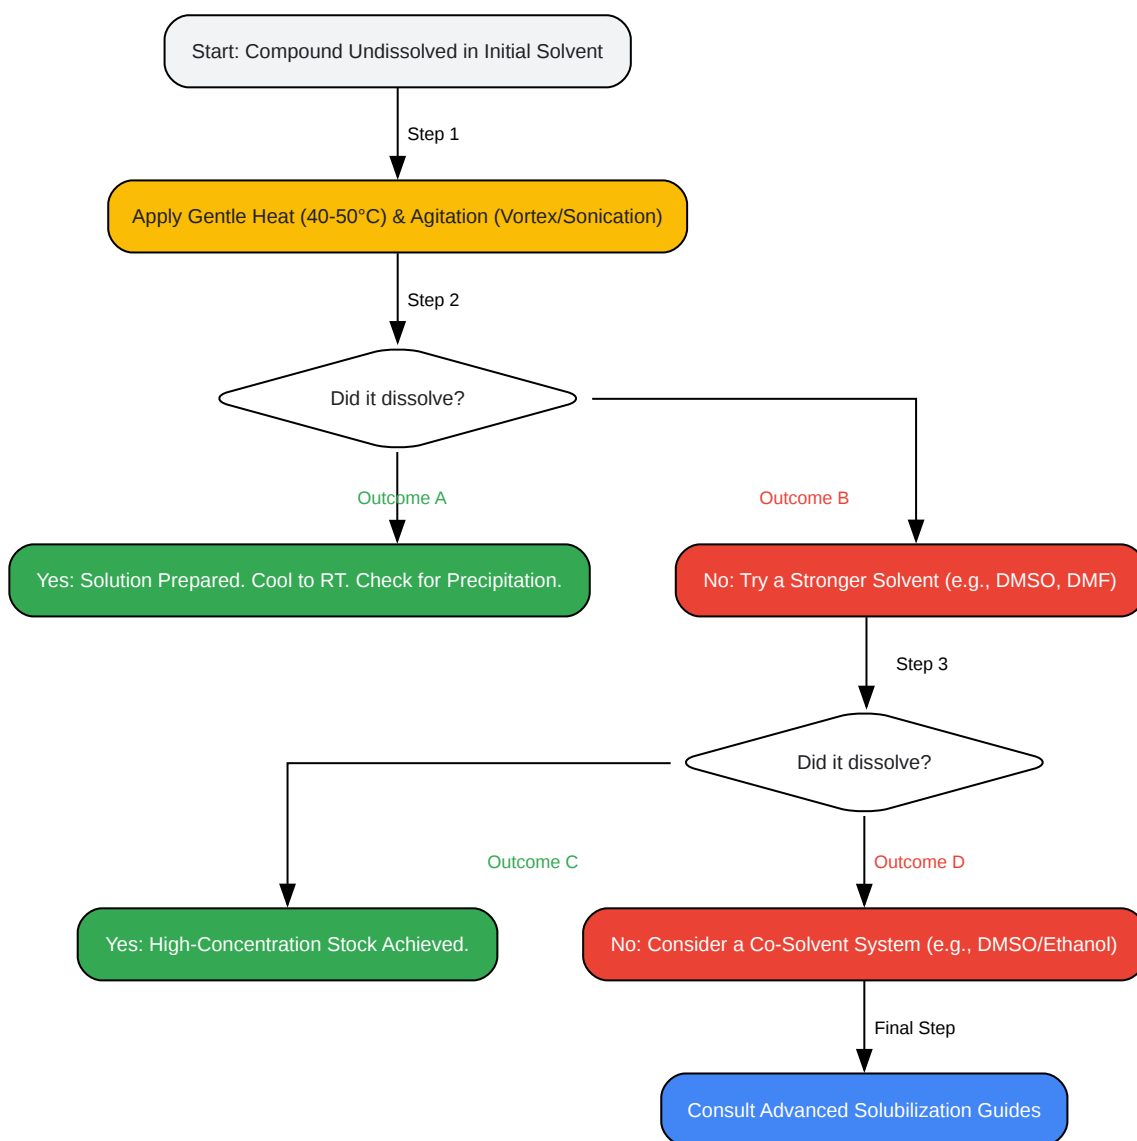 Start: Compound Undissolved in Initial Solvent
Step 1
Apply Gentle Heat (40-50°C) & Agitation (Vortex/Sonication)
Step 2
Did it dissolve?
Outcome A
Outcome B
Yes: Solution Prepared. Cool to RT. Check for Precipitation.
No: Try a Stronger Solvent (e.g., DMSO, DMF)
Step 3
Did it dissolve?
Outcome C
Outcome D
Yes: High-Concentration Stock Achieved.
No: Consider a Co-Solvent System (e.g., DMSO/Ethanol)
Final Step
Consult Advanced Solubilization Guides